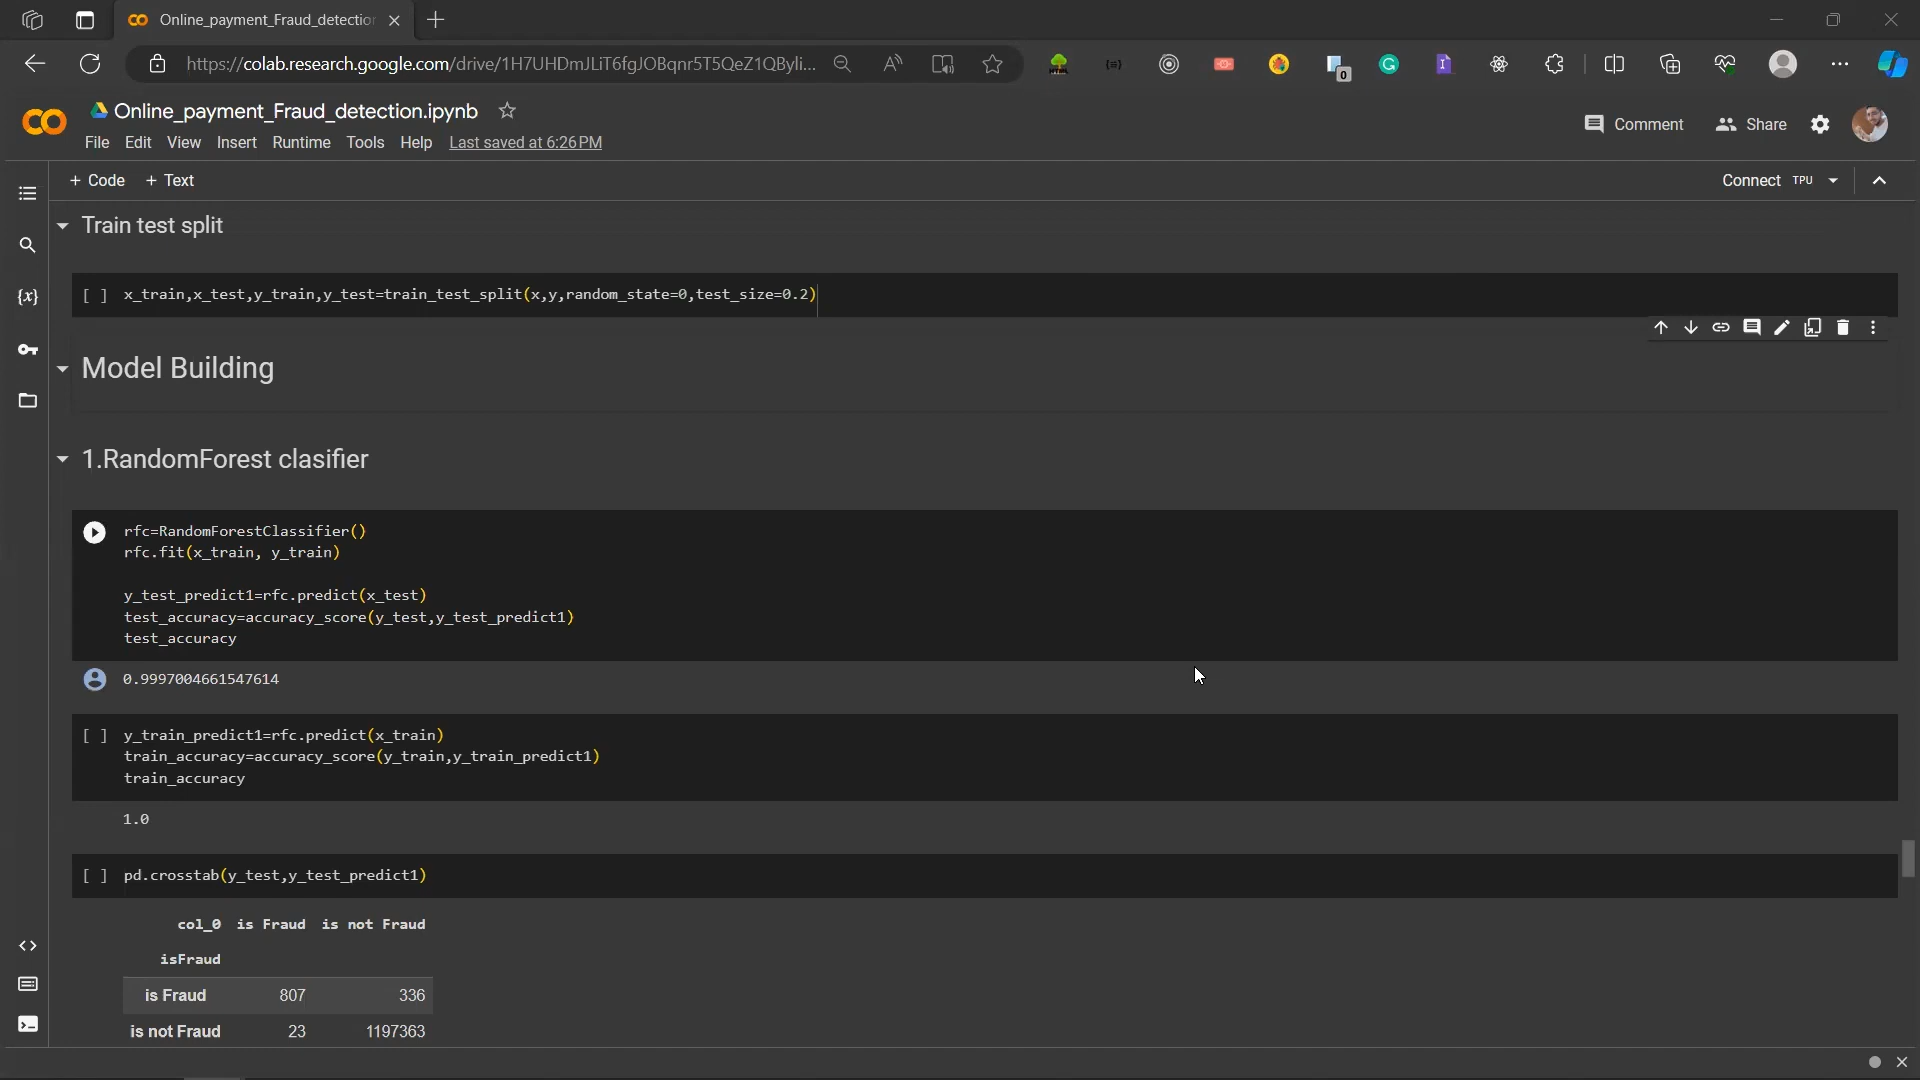 Online_payment_Fraud_detection
https://colab.research.google.com/drive/1H7UHDmJLiT6fgJOBqnr5T5QeZ1QByli...
0
Online_payment_Fraud_detection.ipynb
File Edit View Insert Runtime Tools Help Last saved at 6:26 PM
Comment Share
+ Code + Text
Connect TPU
Train test split
[ ] x_train,x_test,y_train,y_test=train_test_split(x,y,random_state=0,test_size=0.2)
Model Building
1.RandomForest clasifier
rfc=RandomForestClassifier()
rfc.fit(x_train, y_train)
y_test_predict1=rfc.predict(x_test)
test_accuracy=accuracy_score(y_test,y_test_predict1)
test_accuracy
0.9997004661547614
[ ] y_train_predict1=rfc.predict(x_train)
train_accuracy=accuracy_score(y_train,y_train_predict1)
train_accuracy
1.0
[ ] pd.crosstab(y_test,y_test_predict1)
col_0 is Fraud is not Fraud
isFraud
is Fraud 807 336
is not Fraud 23 1197363